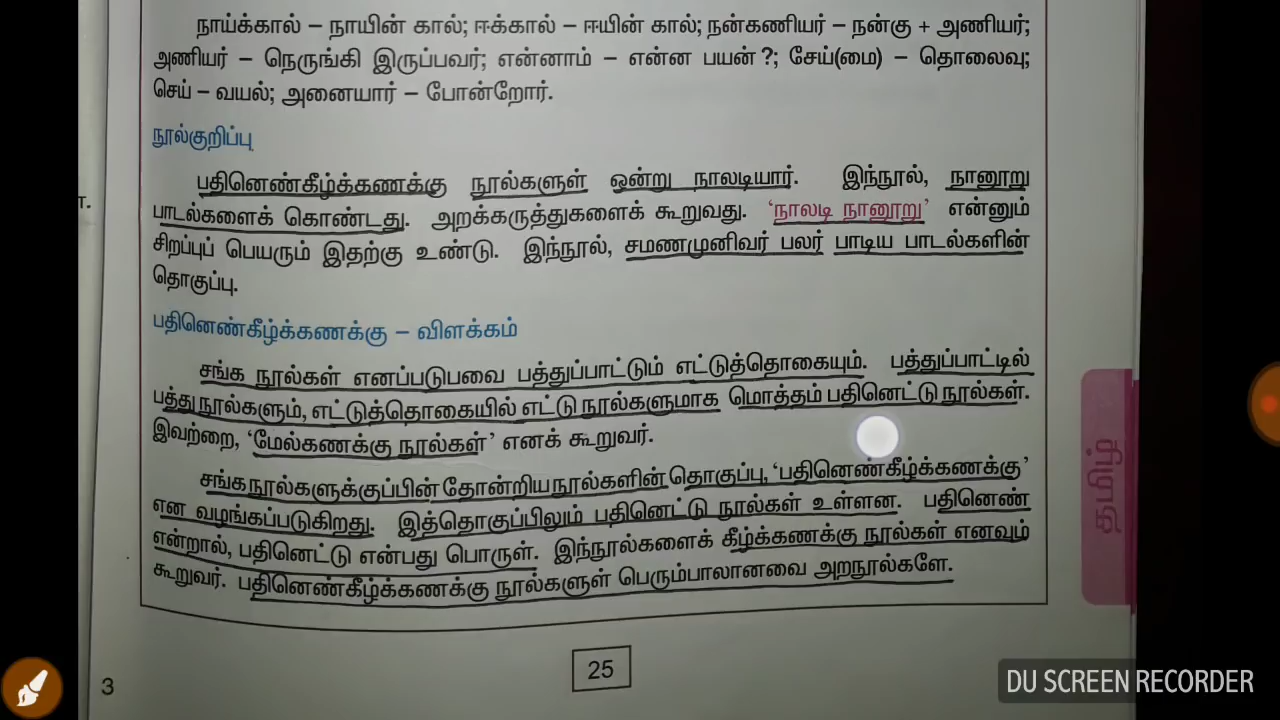 நாய்க்கால் – நாயின் கால்; ஈக்கால் – ஈயின் கால்; நன்கணியர் – நன்கு + அணியர்;
அணியர் – நெருங்கி இருப்பவர்; என்னாம் – என்ன பயன் ?; சேய்(மை) – தொலைவு;
செய் – வயல்; அனையார் – போன்றோர்.
நூல்குறிப்பு
பதினெண்கீழ்க்கணக்கு நூல்களுள் ஒன்று நாலடியார். இந்நூல், நானூறு
பாடல்களைக் கொண்டது. அறக்கருத்துகளைக் கூறுவது. ‘நாலடி நானூறு’ என்னும்
சிறப்புப் பெயரும் இதற்கு உண்டு. இந்நூல், சமணமுனிவர் பலர் பாடிய பாடல்களின்
தொகுப்பு.
பதினெண்கீழ்க்கணக்கு – விளக்கம்
சங்க நூல்கள் எனப்படுபவை பத்துப்பாட்டும் எட்டுத்தொகையும். பத்துப்பாட்டில்
பத்து நூல்களும், எட்டுத்தொகையில் எட்டு நூல்களுமாக மொத்தம் பதினெட்டு நூல்கள்.
இவற்றை, ‘மேல்கணக்கு நூல்கள்’ எனக் கூறுவர்.
சங்க நூல்களுக்குப்பின் தோன்றிய நூல்களின் தொகுப்பு, ‘பதினெண்கீழ்க்கணக்கு’
என வழங்கப்படுகிறது. இத்தொகுப்பிலும் பதினெட்டு நூல்கள் உள்ளன. பதினெண்
என்றால், பதினெட்டு என்பது பொருள். இந்நூல்களைக் கீழ்க்கணக்கு நூல்கள் எனவும்
கூறுவர். பதினெண்கீழ்க்கணக்கு நூல்களுள் பெரும்பாலானவை அறநூல்களே.
தமிழ்
25
3
DU SCREEN RECORDER